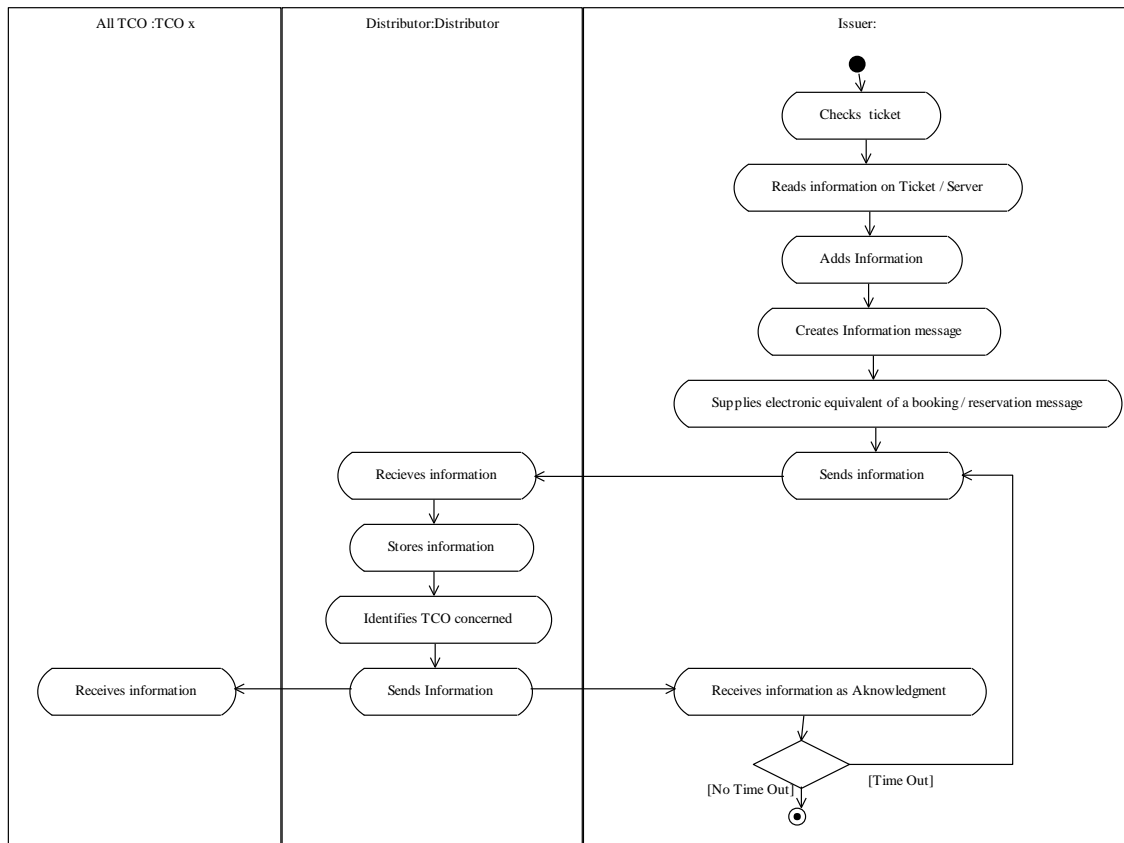 All TCO :TCO x
Distributor:Distributor
Issuer:
Checks ticket
Reads information on Ticket / Server
Adds Information
Creates Information message
Supplies electronic equivalent of a booking / reservation message
Recieves information
Sends information
Stores information
Identifies TCO concerned
Receives information
Sends Information
Receives information as Aknowledgment
[No Time Out]
[Time Out]